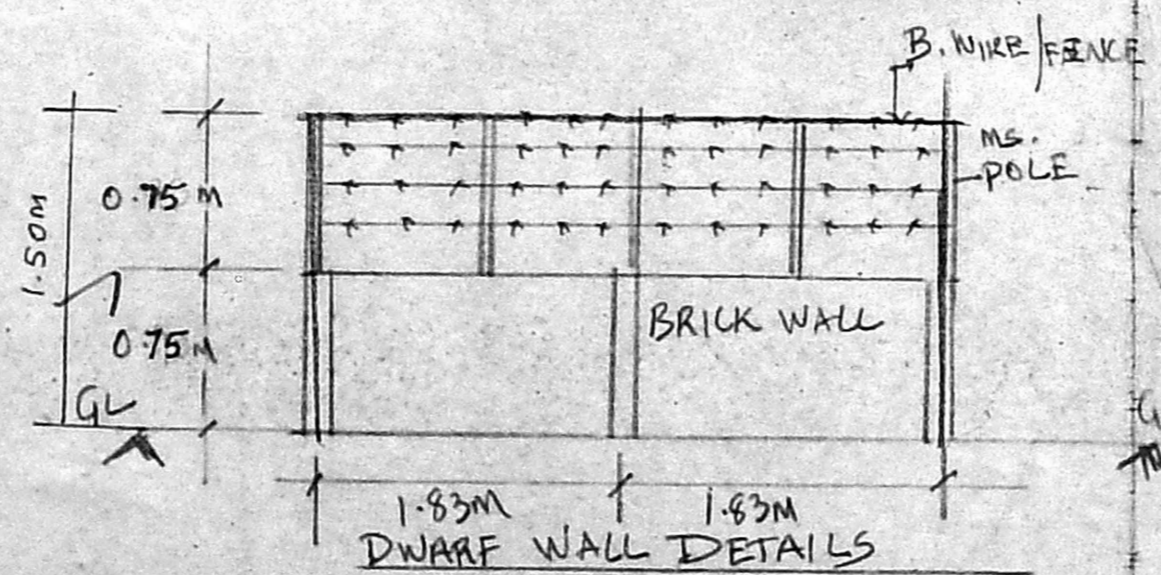 B. WIRE/FENCE
MS.
POLE
0.75 M
1.50M
0.75 M
BRICK WALL
GL
G
1.83M
1.83M
DWARF WALL DETAILS